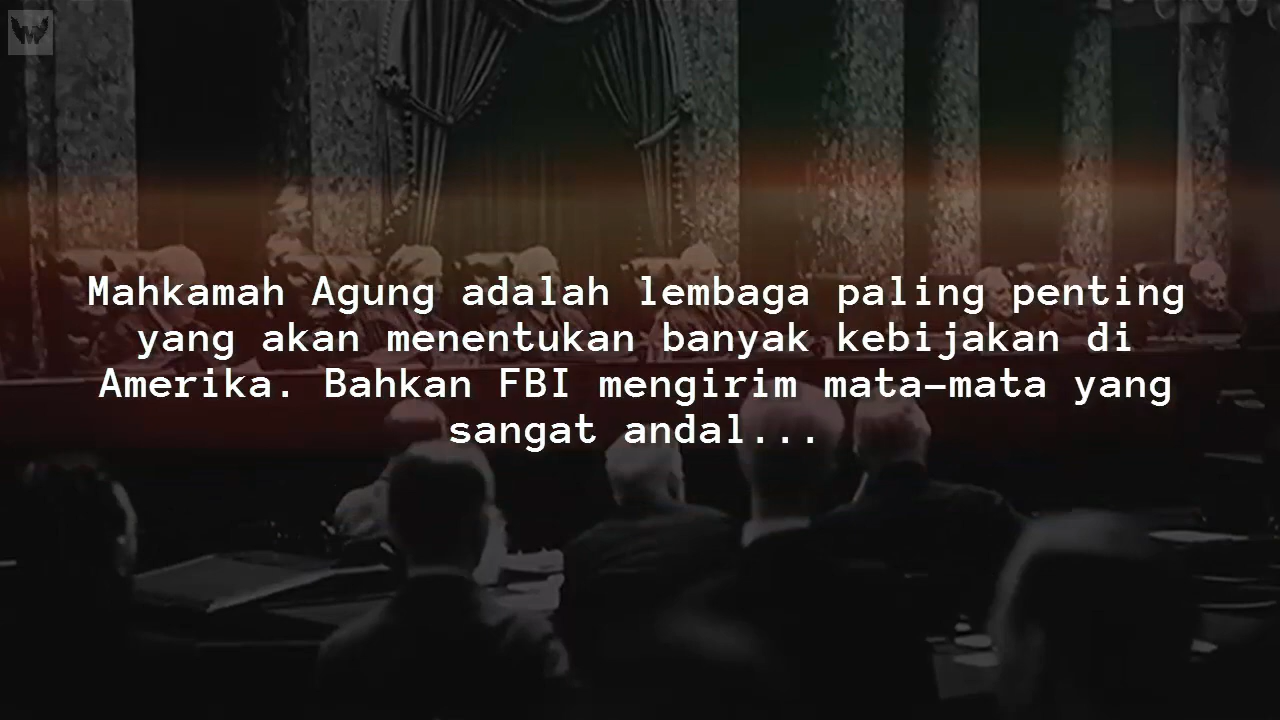 Mahkamah Agung adalah lembaga paling penting
yang akan menentukan banyak kebijakan di
Amerika. Bahkan FBI mengirim mata-mata yang
sangat andal...